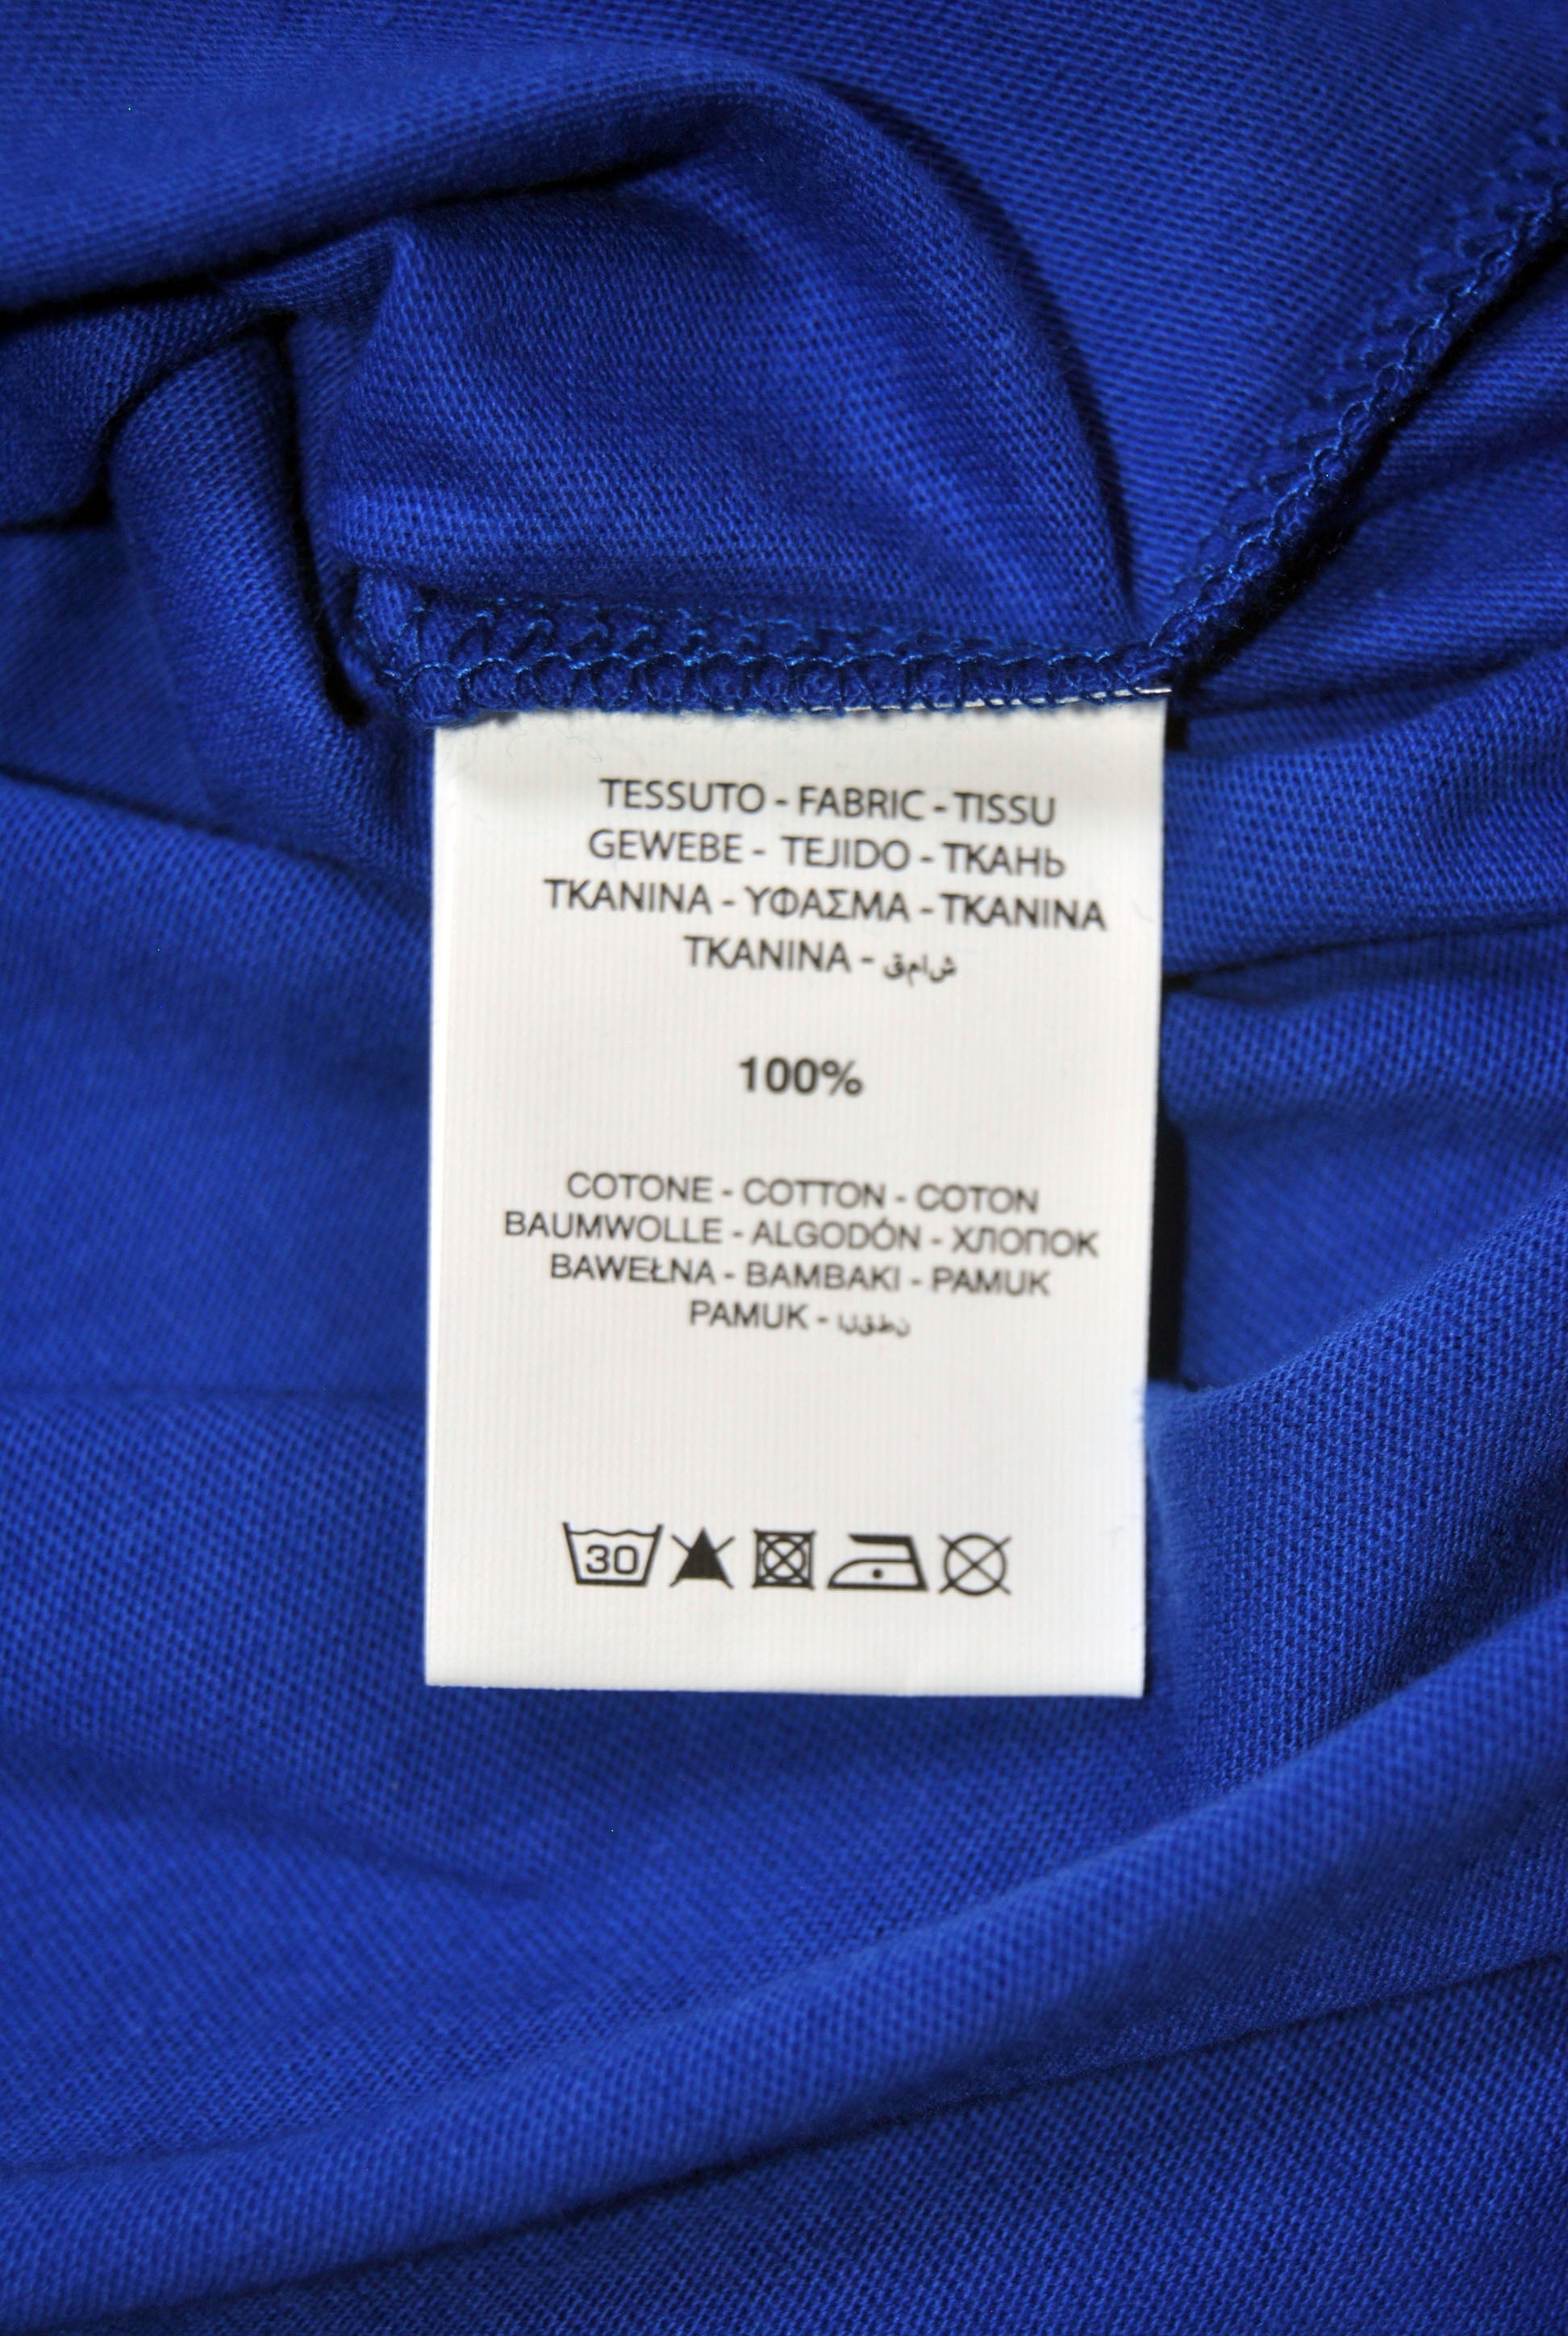 TESSUTO - FABRIC - TISSU
GEWEBE - TEJIDO - ТКАНЬ
TKANINA - ΥΦΑΣΜΑ - TKANINA
TKANINA - ق‌م‌ا‌ش
100%
COTONE - COTTON - COTON
BAUMWOLLE - ALGODÓN - ХЛОПОК
BAWEŁNA - BAMBAKI - PAMUK
PAMUK - ا‌ل‌ق‌ط‌ن
30